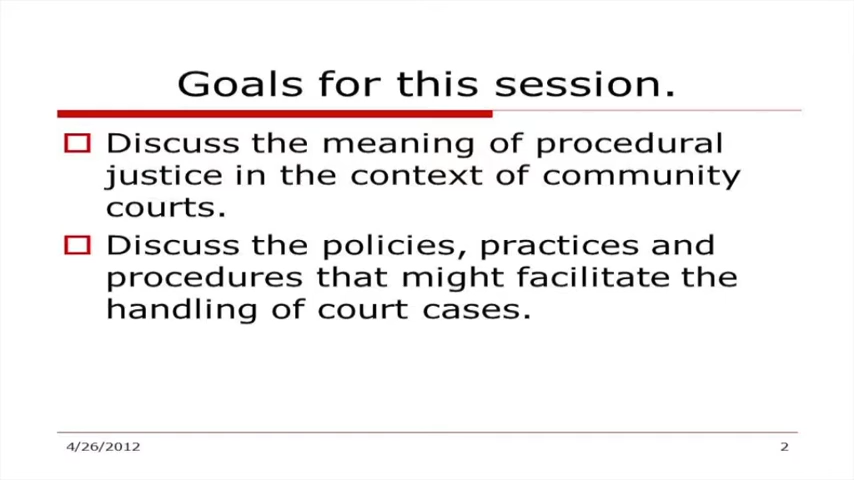 Goals for this session.
Discuss the meaning of procedural
justice in the context of community
courts.
Discuss the policies, practices and
procedures that might facilitate the
handling of court cases.
4/26/2012
2